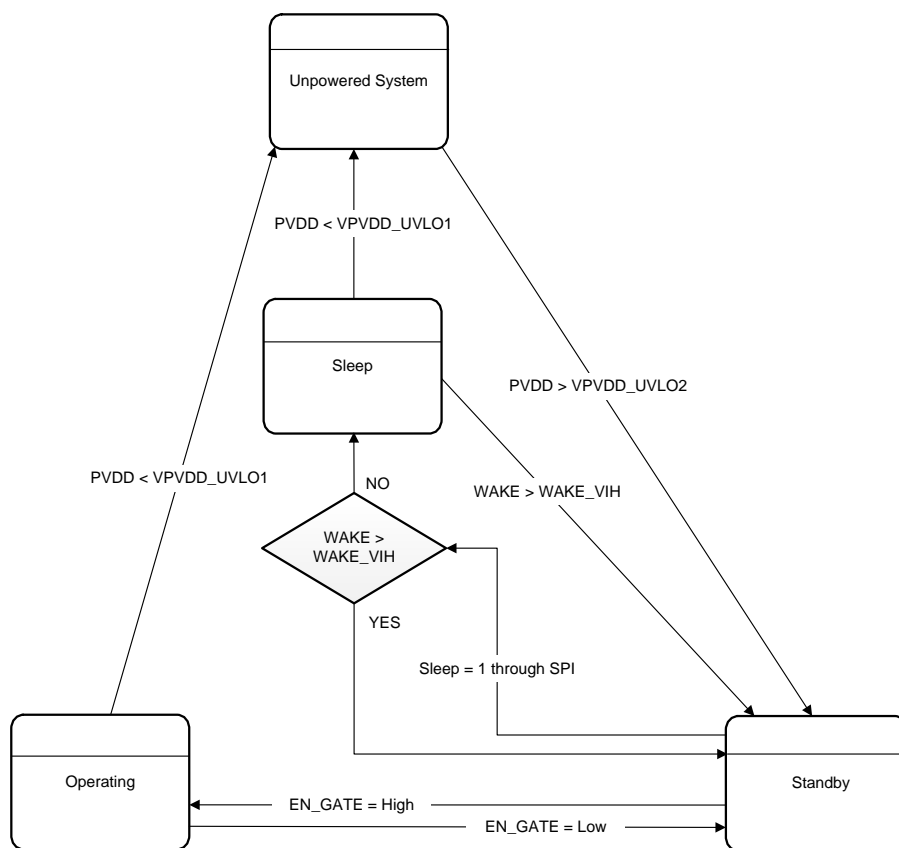 Unpowered System
PVDD < VPVDD_UVLO1
Sleep
PVDD > VPVDD_UVLO2
PVDD < VPVDD_UVLO1
WAKE > WAKE_VIH
NO
WAKE >
WAKE_VIH
YES
Sleep = 1 through SPI
Operating
Standby
EN_GATE = High
EN_GATE = Low